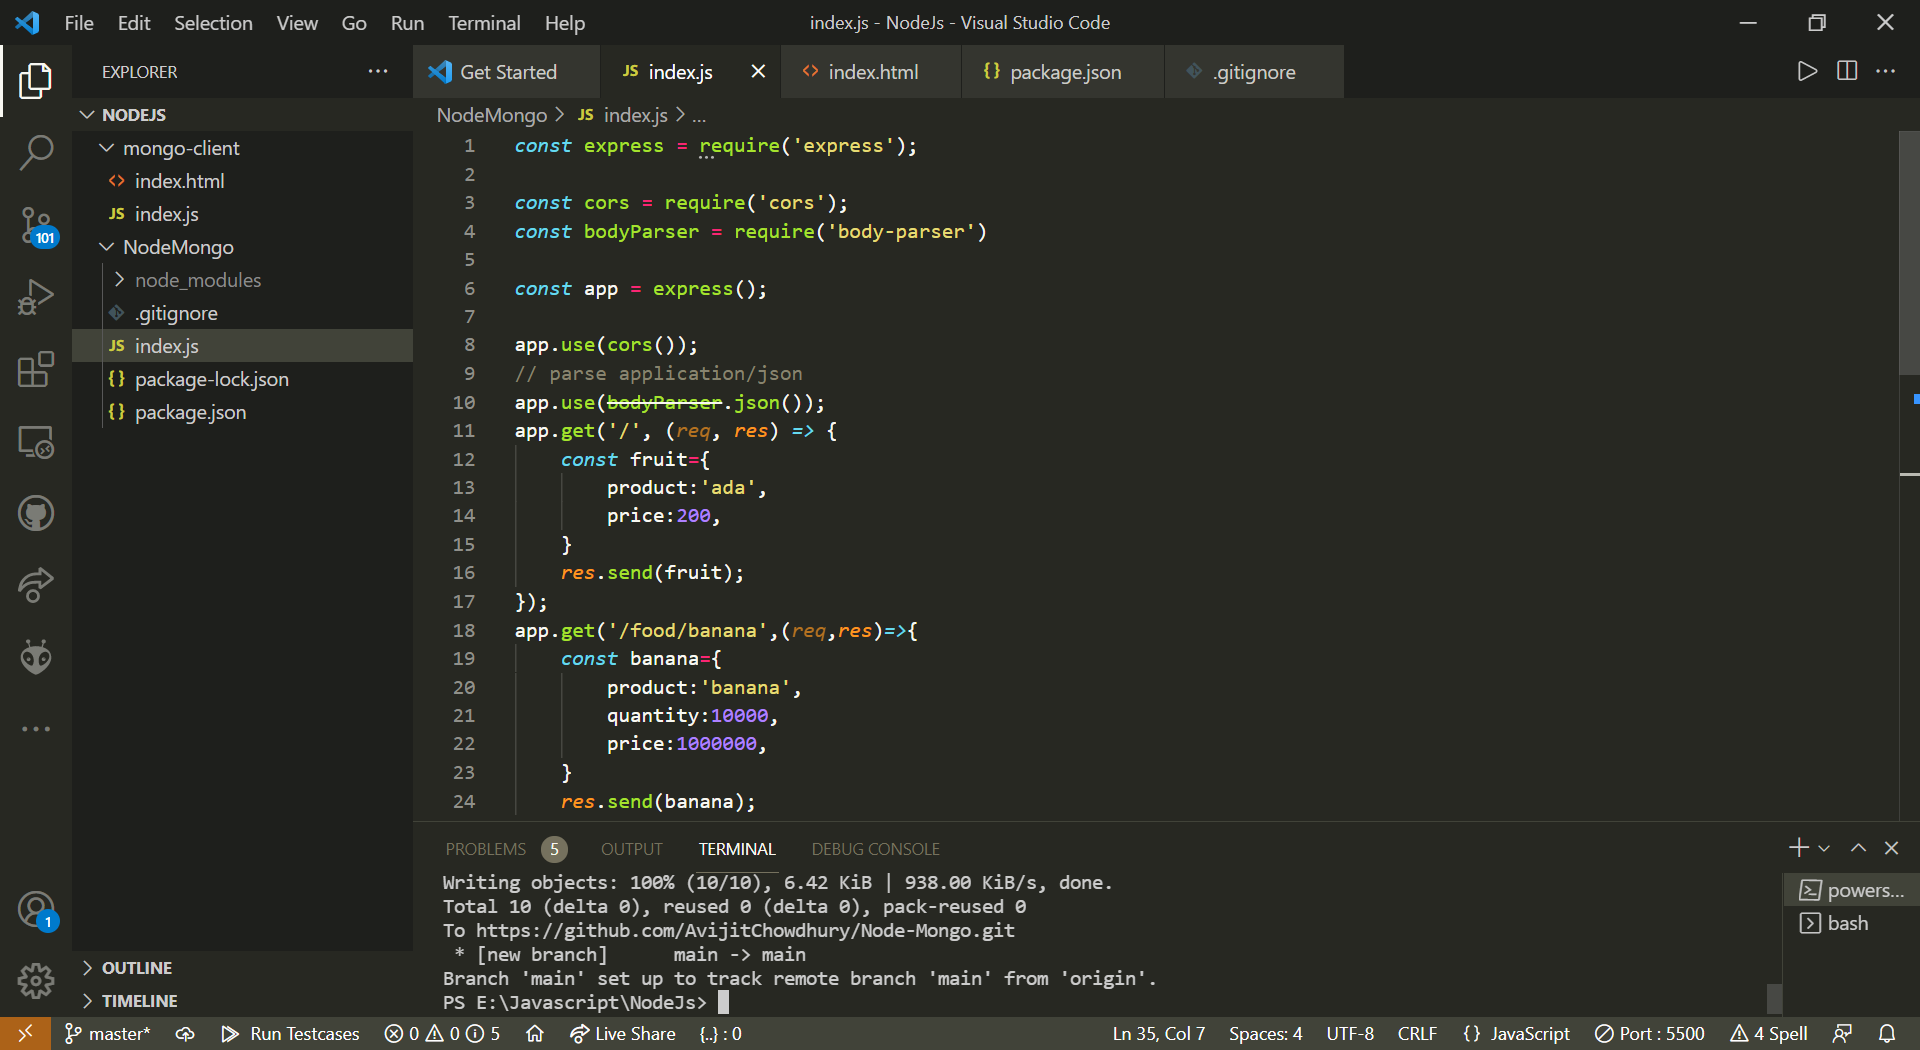 File Edit Selection View Go Run Terminal Help
index.js - NodeJs - Visual Studio Code
EXPLORER
Get Started
JS index.js
<> index.html
{} package.json
.gitignore
NODEJS
mongo-client
<> index.html
JS index.js
NodeMongo
node_modules
.gitignore
JS index.js
{} package-lock.json
{} package.json
OUTLINE
TIMELINE
101
1
NodeMongo > JS index.js > ...
1 const express = require('express');
2
3 const cors = require('cors');
4 const bodyParser = require('body-parser')
5
6 const app = express();
7
8 app.use(cors());
9 // parse application/json
10 app.use(bodyParser.json());
11 app.get('/', (req, res) => {
12     const fruit={
13         product:'ada',
14         price:200,
15     }
16     res.send(fruit);
17 });
18 app.get('/food/banana',(req,res)=>{
19     const banana={
20         product:'banana',
21         quantity:10000,
22         price:1000000,
23     }
24     res.send(banana);
PROBLEMS 5 OUTPUT TERMINAL DEBUG CONSOLE
Writing objects: 100% (10/10), 6.42 KiB | 938.00 KiB/s, done.
Total 10 (delta 0), reused 0 (delta 0), pack-reused 0
To https://github.com/AvijitChowdhury/Node-Mongo.git
 * [new branch]      main -> main
Branch 'main' set up to track remote branch 'main' from 'origin'.
PS E:\Javascript\NodeJs>
powers...
bash
master* Run Testcases 0 0 5 Live Share {..} : 0 Ln 35, Col 7 Spaces: 4 UTF-8 CRLF {} JavaScript Port : 5500 4 Spell